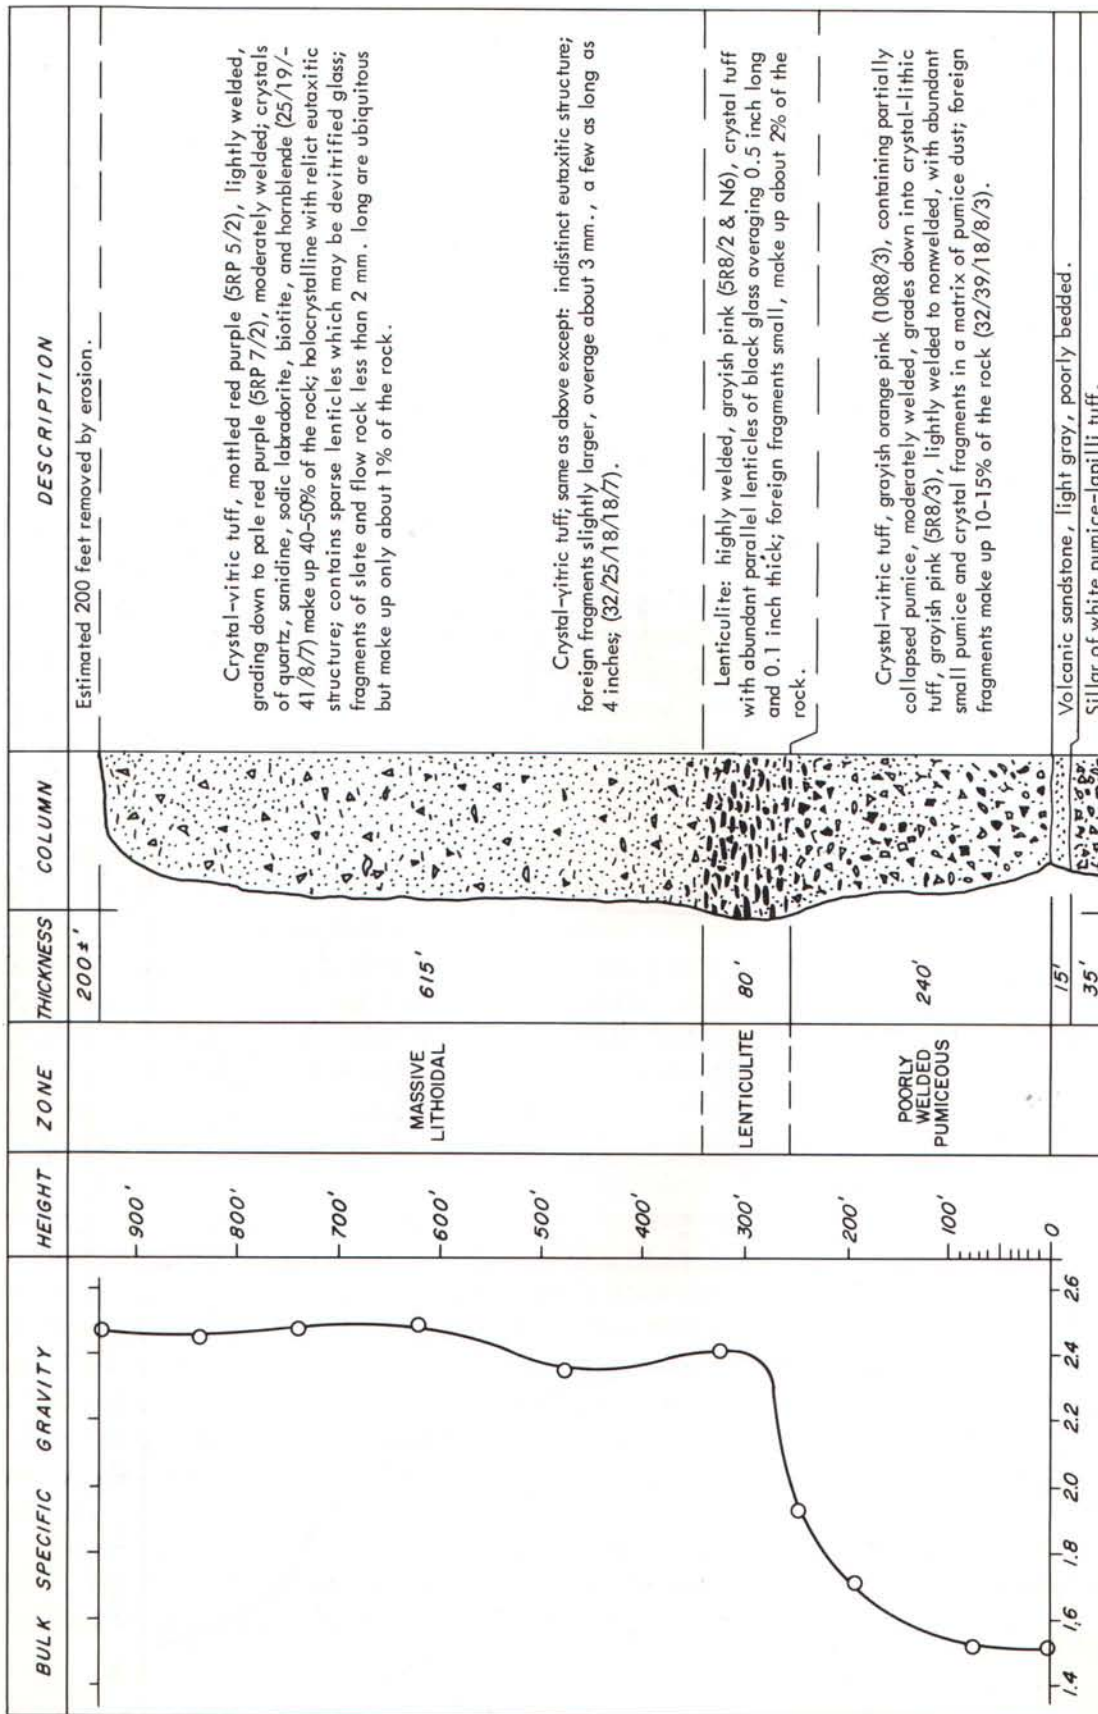 BULK SPECIFIC GRAVITY
HEIGHT
ZONE
THICKNESS
COLUMN
DESCRIPTION
200±'
Estimated 200 feet removed by erosion.
900'
800'
700'
600'
500'
400'
300'
200'
100'
0
MASSIVE
LITHOIDAL
615'
Crystal-vitric tuff, mottled red purple (5RP 5/2), lightly welded,
grading down to pale red purple (5RP 7/2), moderately welded; crystals
of quartz, sanidine, sodic labradorite, biotite, and hornblende (25/19/-
41/8/7) make up 40-50% of the rock; holocrystalline with relict eutaxitic
structure; contains sparse lenticles which may be devitrified glass;
fragments of slate and flow rock less than 2 mm. long are ubiquitous
but make up only about 1% of the rock.
Crystal-vitric tuff; same as above except: indistinct eutaxitic structure;
foreign fragments slightly larger, average about 3 mm., a few as long as
4 inches; (32/25/18/18/7).
LENTICULITE
80'
Lenticulite: highly welded, grayish pink (5R8/2 & N6), crystal tuff
with abundant parallel lenticles of black glass averaging 0.5 inch long
and 0.1 inch thick; foreign fragments small, make up about 2% of the
rock.
POORLY
WELDED
PUMICEOUS
240'
Crystal-vitric tuff, grayish orange pink (10R8/3), containing partially
collapsed pumice, moderately welded, grades down into crystal-lithic
tuff, grayish pink (5R8/3), lightly welded to nonwelded, with abundant
small pumice and crystal fragments in a matrix of pumice dust; foreign
fragments make up 10-15% of the rock (32/39/18/8/3).
15'
Volcanic sandstone, light gray, poorly bedded.
35'
Sillar of white pumice-lapilli tuff.
1.4
1.6
1.8
2.0
2.2
2.4
2.6